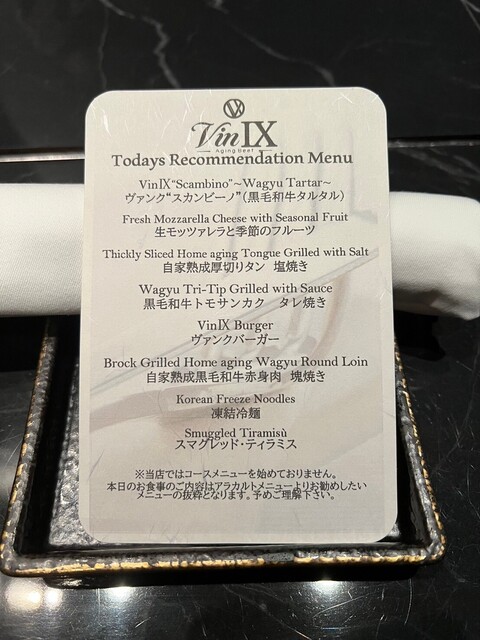 Vin IX
Aging Beef
Todays Recommendation Menu
VinIX "Scambino" ~Wagyu Tartar~
ヴァンク"スカンビーノ"(黒毛和牛タルタル)
Fresh Mozzarella Cheese with Seasonal Fruit
生モッツァレラと季節のフルーツ
Thickly Sliced Home aging Tongue Grilled with Salt
自家熟成厚切りタン 塩焼き
Wagyu Tri-Tip Grilled with Sauce
黒毛和牛トモサンカク タレ焼き
VinIX Burger
ヴァンクバーガー
Brock Grilled Home aging Wagyu Round Loin
自家熟成黒毛和牛赤身肉 塊焼き
Korean Freeze Noodles
凍結冷麺
Smuggled Tiramisù
スマグレッド・ティラミス
※当店ではコースメニューを始めておりません。
本日のお食事のご内容はアラカルトメニューよりお勧めしたい
メニューの抜粋となります。予めご理解下さい。